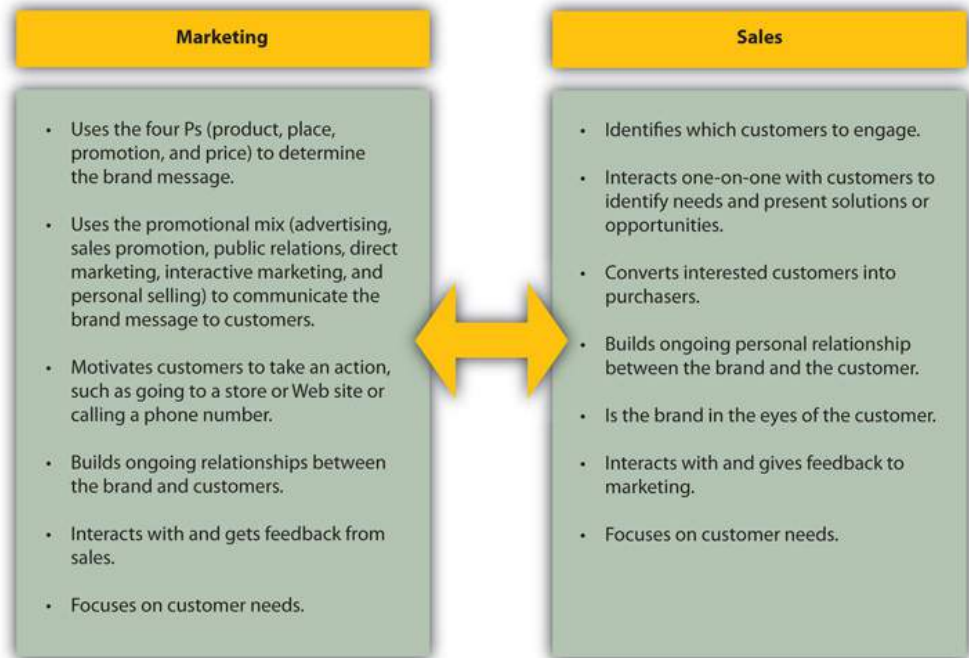 Marketing
• Uses the four Ps (product, place,
promotion, and price) to determine
the brand message.
• Uses the promotional mix (advertising,
sales promotion, public relations, direct
marketing, interactive marketing, and
personal selling) to communicate the
brand message to customers.
• Motivates customers to take an action,
such as going to a store or Web site or
calling a phone number.
• Builds ongoing relationships between
the brand and customers.
• Interacts with and gets feedback from
sales.
• Focuses on customer needs.
Sales
• Identifies which customers to engage.
• Interacts one-on-one with customers to
identify needs and present solutions or
opportunities.
• Converts interested customers into
purchasers.
• Builds ongoing personal relationship
between the brand and the customer.
• Is the brand in the eyes of the customer.
• Interacts with and gives feedback to
marketing.
• Focuses on customer needs.